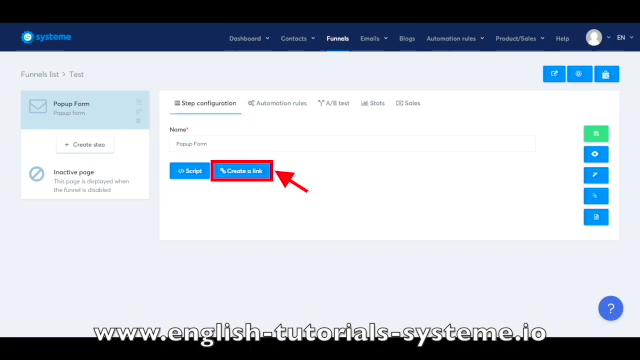 systeme
Dashboard Contacts Funnels Emails Blogs Automation rules Product/Sales Help EN
Funnels list > Test
Popup Form
Popup form
+ Create step
Inactive page
This page is displayed when
the funnel is disabled
Step configuration Automation rules A/B test Stats Sales
Name*
Popup Form
</> Script Create a link
?
www.english-tutorials-systeme.io